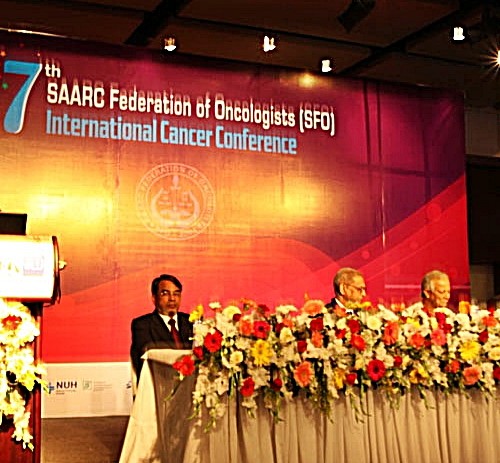 7th
SAARC Federation of Oncologists (SFO)
International Cancer Conference
NUH